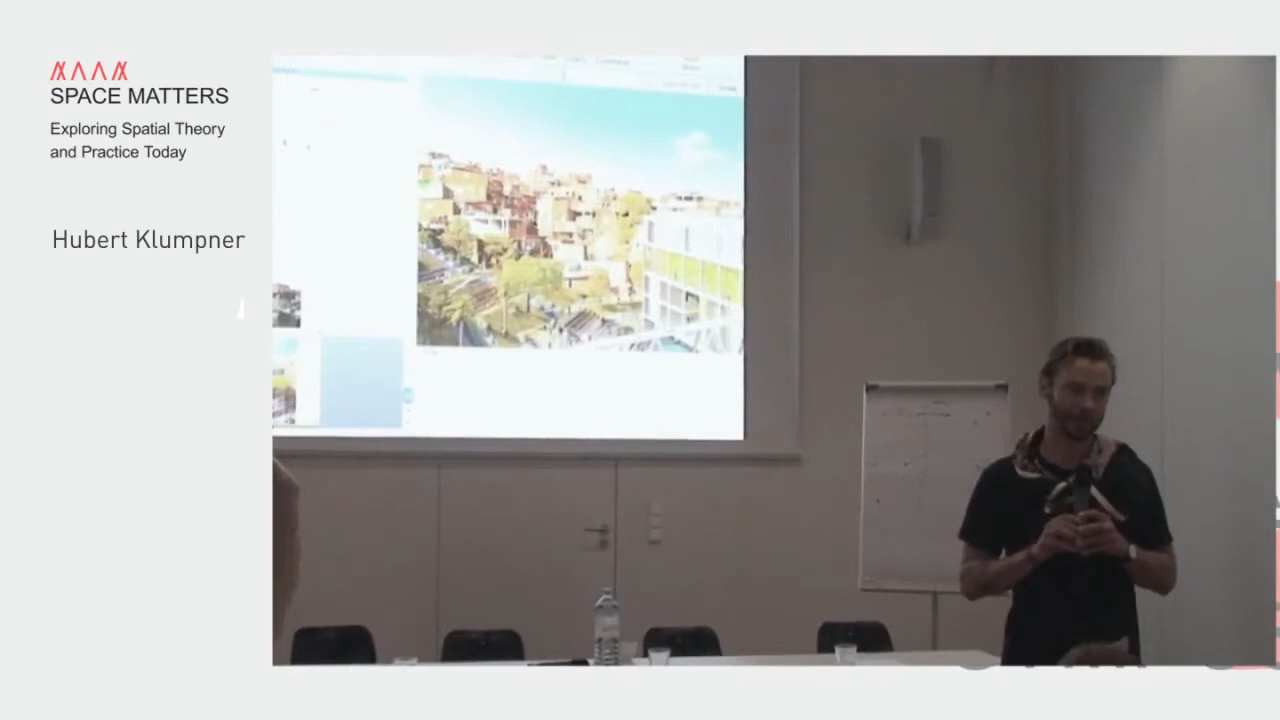 SPACE MATTERS
Exploring Spatial Theory
and Practice Today
Hubert Klumpner